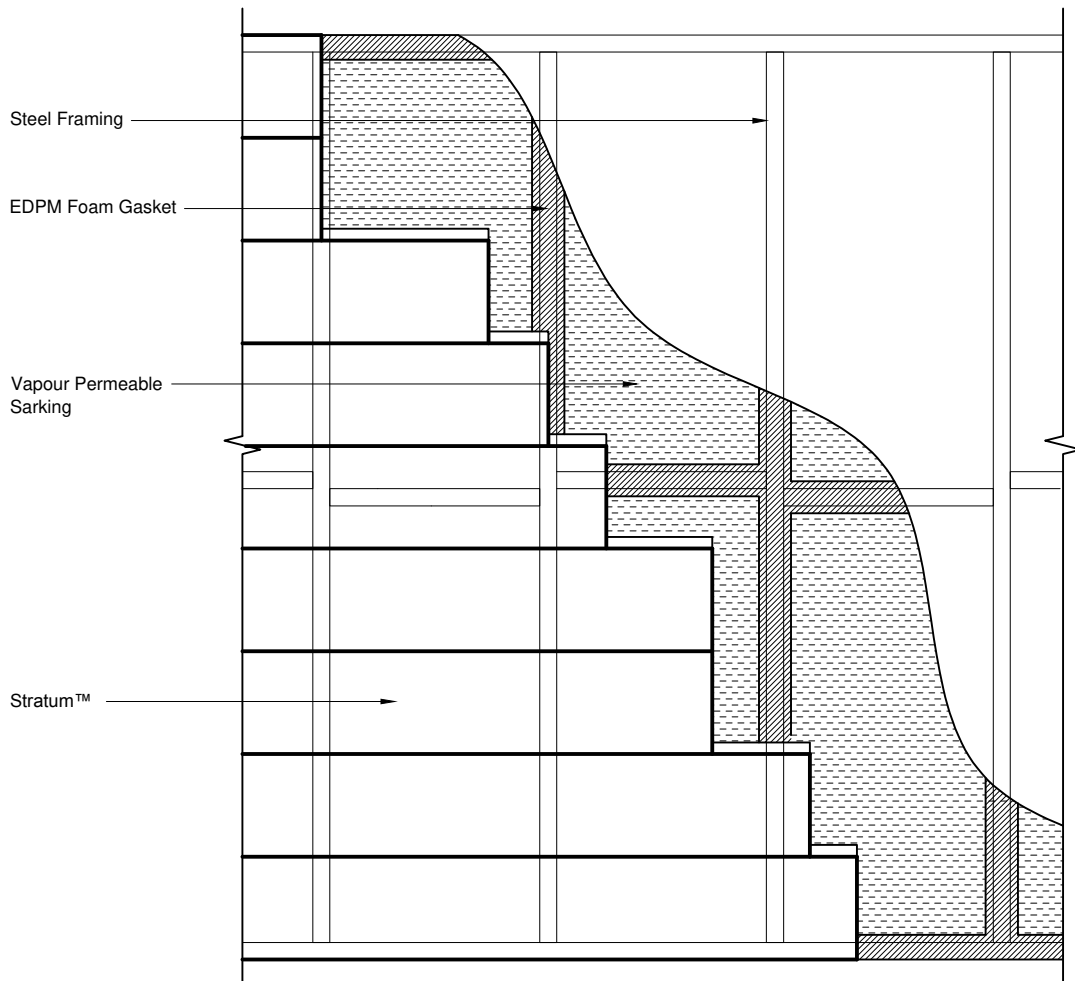 Steel Framing
EDPM Foam Gasket
Vapour Permeable
Sarking
Stratum™